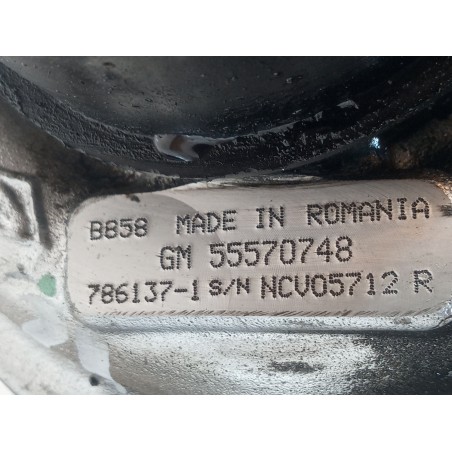 B858 MADE IN ROMANIA
GM 55570748
786137-1 S/N NCV05712 R